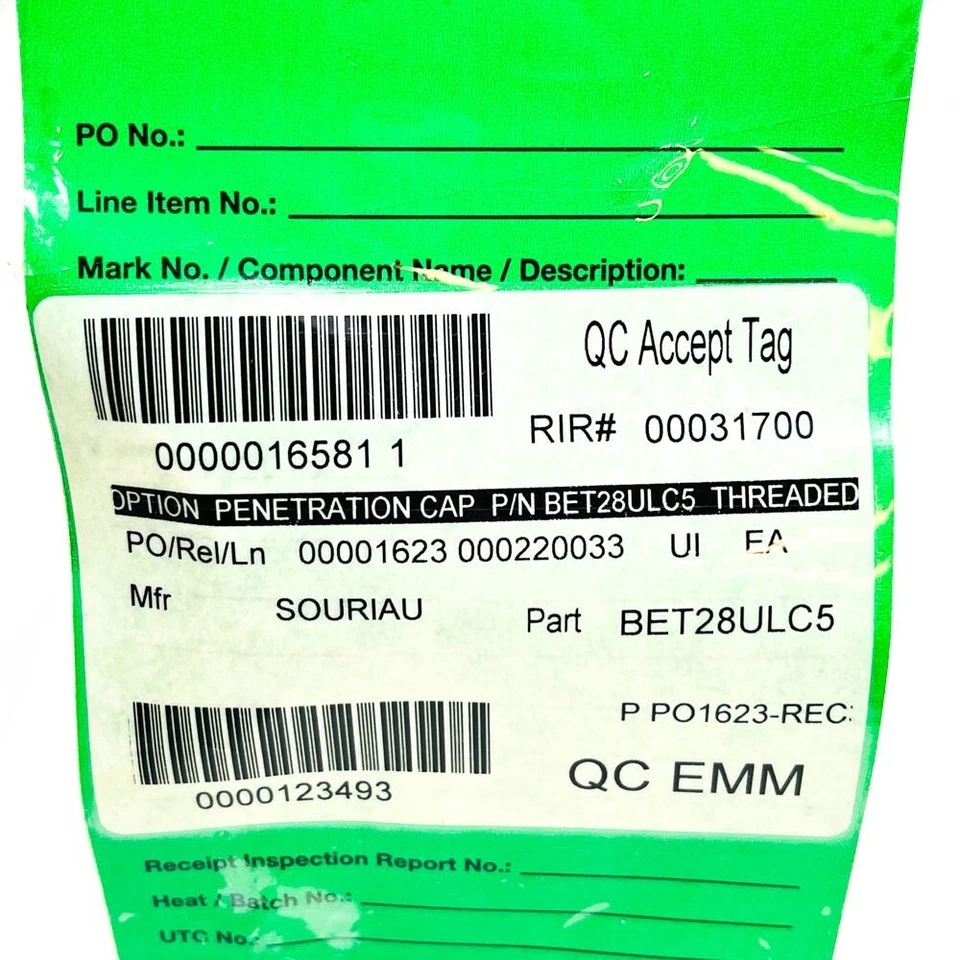 PO No.:
Line Item No.:
Mark No. / Component Name / Description:
QC Accept Tag
0000016581 1
RIR# 00031700
OPTION PENETRATION CAP P/N BET28ULC5 THREADED
PO/Rel/Ln 00001623 000220033 UI EA
Mfr SOURIAU Part BET28ULC5
P PO1623-REC:
0000123493
QC EMM
Receipt Inspection Report No.:
Heat / Batch No.:
UTC No.: